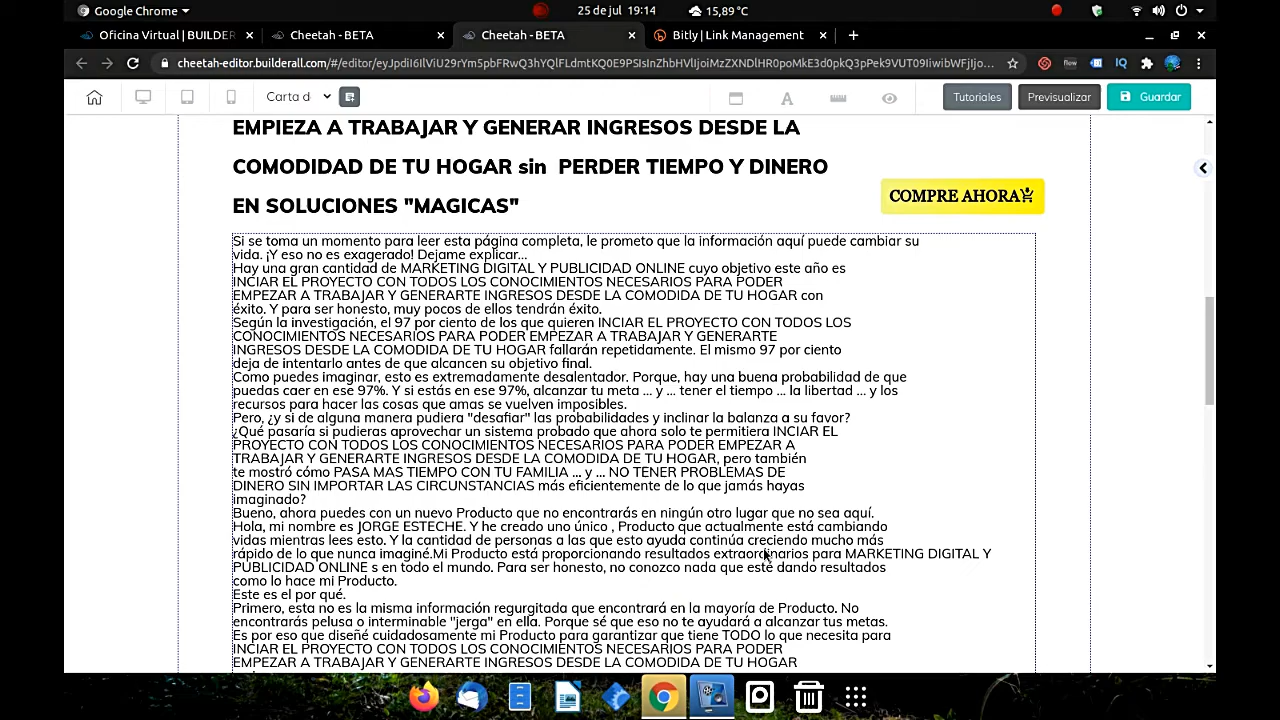 Google Chrome
25 de jul 19:14
15,89 °C
Oficina Virtual | BUILDER
Cheetah - BETA
Cheetah - BETA
Bitly | Link Management
cheetah-editor.builderall.com/#/editor/eyJpdiI6IlViU29rYm5pbFRwQ3hYQlFLdmtKQ0E9PSIsInZhbHVlIjoiMzZXNDlHR0poMkE3d0pkQ3pPek9VUT09IiwibWFjIjo...
flow
IQ
Carta d
Tutoriales
Previsualizar
Guardar
EMPIEZA A TRABAJAR Y GENERAR INGRESOS DESDE LA
COMODIDAD DE TU HOGAR sin PERDER TIEMPO Y DINERO
EN SOLUCIONES "MAGICAS"
COMPRE AHORA
Si se toma un momento para leer esta página completa, le prometo que la información aquí puede cambiar su
vida. ¡Y eso no es exagerado! Dejame explicar...
Hay una gran cantidad de MARKETING DIGITAL Y PUBLICIDAD ONLINE cuyo objetivo este año es
INCIAR EL PROYECTO CON TODOS LOS CONOCIMIENTOS NECESARIOS PARA PODER
EMPEZAR A TRABAJAR Y GENERARTE INGRESOS DESDE LA COMODIDA DE TU HOGAR con
éxito. Y para ser honesto, muy pocos de ellos tendrán éxito.
Según la investigación, el 97 por ciento de los que quieren INCIAR EL PROYECTO CON TODOS LOS
CONOCIMIENTOS NECESARIOS PARA PODER EMPEZAR A TRABAJAR Y GENERARTE
INGRESOS DESDE LA COMODIDA DE TU HOGAR fallarán repetidamente. El mismo 97 por ciento
deja de intentarlo antes de que alcancen su objetivo final.
Como puedes imaginar, esto es extremadamente desalentador. Porque, hay una buena probabilidad de que
puedas caer en ese 97%. Y si estás en ese 97%, alcanzar tu meta ... y ... tener el tiempo ... la libertad ... y los
recursos para hacer las cosas que amas se vuelven imposibles.
Pero, ¿y si de alguna manera pudiera "desafiar" las probabilidades y inclinar la balanza a su favor?
¿Qué pasaría si pudieras aprovechar un sistema probado que ahora solo te permitiera INCIAR EL
PROYECTO CON TODOS LOS CONOCIMIENTOS NECESARIOS PARA PODER EMPEZAR A
TRABAJAR Y GENERARTE INGRESOS DESDE LA COMODIDA DE TU HOGAR, pero también
te mostró cómo PASA MAS TIEMPO CON TU FAMILIA ... y ... NO TENER PROBLEMAS DE
DINERO SIN IMPORTAR LAS CIRCUNSTANCIAS más eficientemente de lo que jamás hayas
imaginado?
Bueno, ahora puedes con un nuevo Producto que no encontrarás en ningún otro lugar que no sea aquí.
Hola, mi nombre es JORGE ESTECHE. Y he creado uno único , Producto que actualmente está cambiando
vidas mientras lees esto. Y la cantidad de personas a las que esto ayuda continúa creciendo mucho más
rápido de lo que nunca imaginé.Mi Producto está proporcionando resultados extraordinarios para MARKETING DIGITAL Y
PUBLICIDAD ONLINE s en todo el mundo. Para ser honesto, no conozco nada que esté dando resultados
como lo hace mi Producto.
Este es el por qué.
Primero, esta no es la misma información regurgitada que encontrará en la mayoría de Producto. No
encontrarás pelusa o interminable "jerga" en ella. Porque sé que eso no te ayudará a alcanzar tus metas.
Es por eso que diseñé cuidadosamente mi Producto para garantizar que tiene TODO lo que necesita para
INCIAR EL PROYECTO CON TODOS LOS CONOCIMIENTOS NECESARIOS PARA PODER
EMPEZAR A TRABAJAR Y GENERARTE INGRESOS DESDE LA COMODIDA DE TU HOGAR